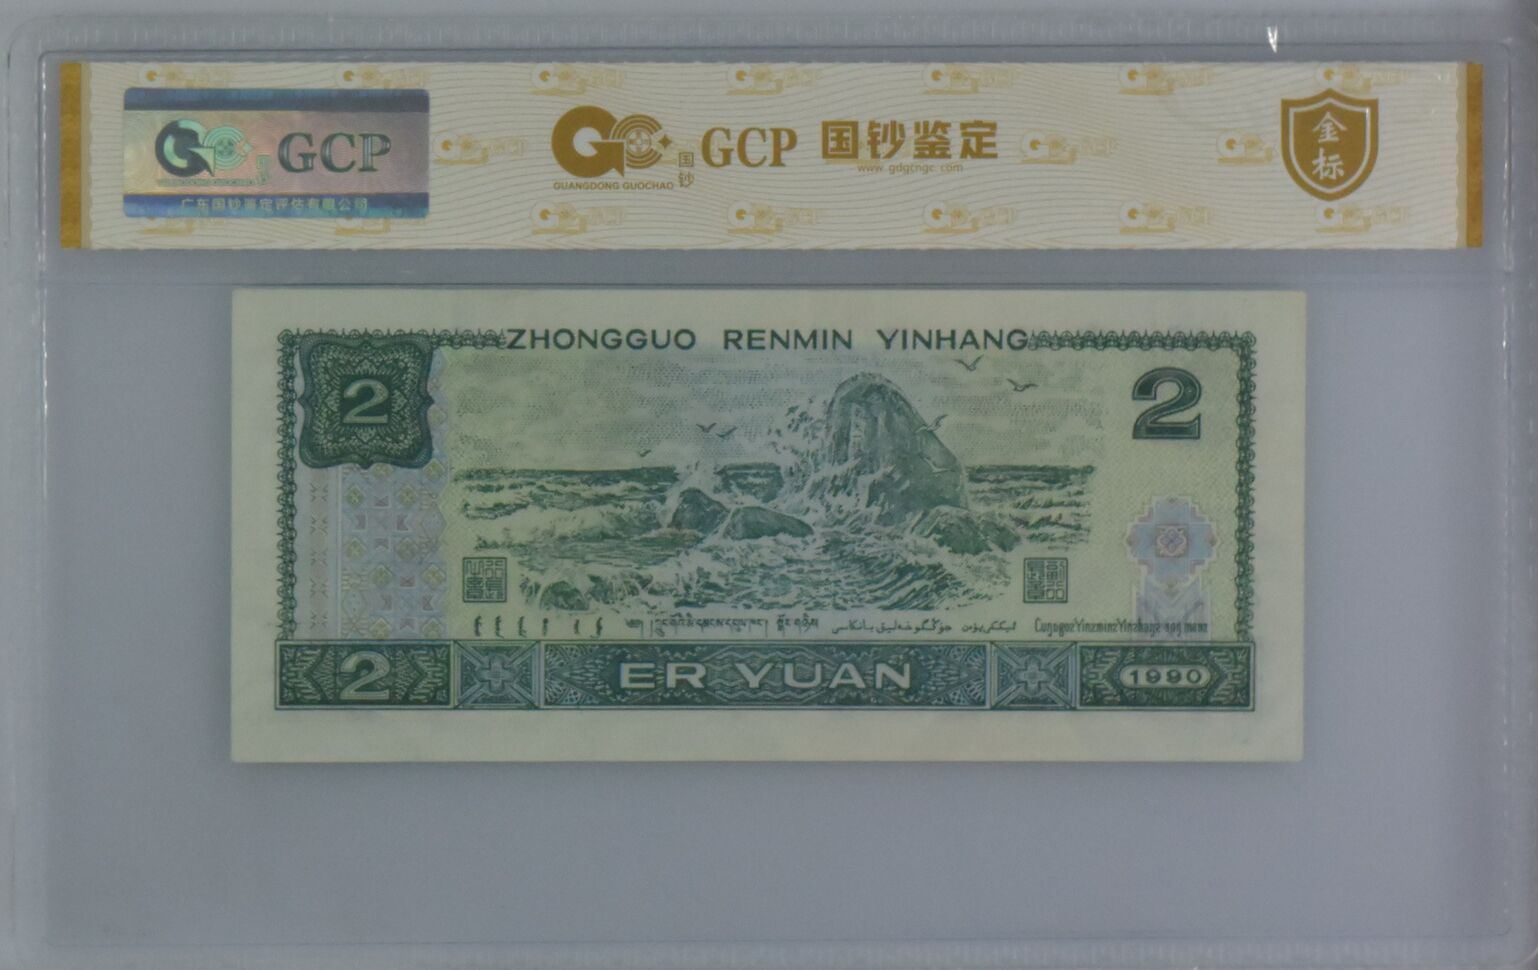 GCP
广东国钞鉴定评估有限公司
国钞
GUANGDONG GUOCHAO
GCP 国钞鉴定
www.gdgcngc.com
金标
ZHONGGUO RENMIN YINHANG
2
2
2
ER YUAN
1990